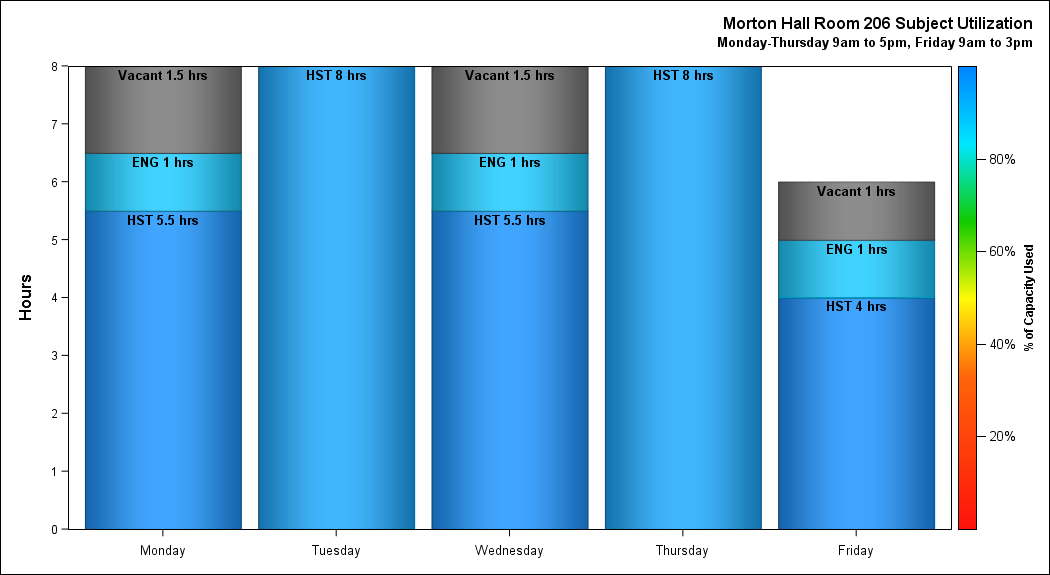 Morton Hall Room 206 Subject Utilization
Monday-Thursday 9am to 5pm, Friday 9am to 3pm
Hours
8
7
6
5
4
3
2
1
0
Vacant 1.5 hrs
ENG 1 hrs
HST 5.5 hrs
HST 8 hrs
Vacant 1.5 hrs
ENG 1 hrs
HST 5.5 hrs
HST 8 hrs
Vacant 1 hrs
ENG 1 hrs
HST 4 hrs
Monday
Tuesday
Wednesday
Thursday
Friday
80%
60%
40%
20%
% of Capacity Used